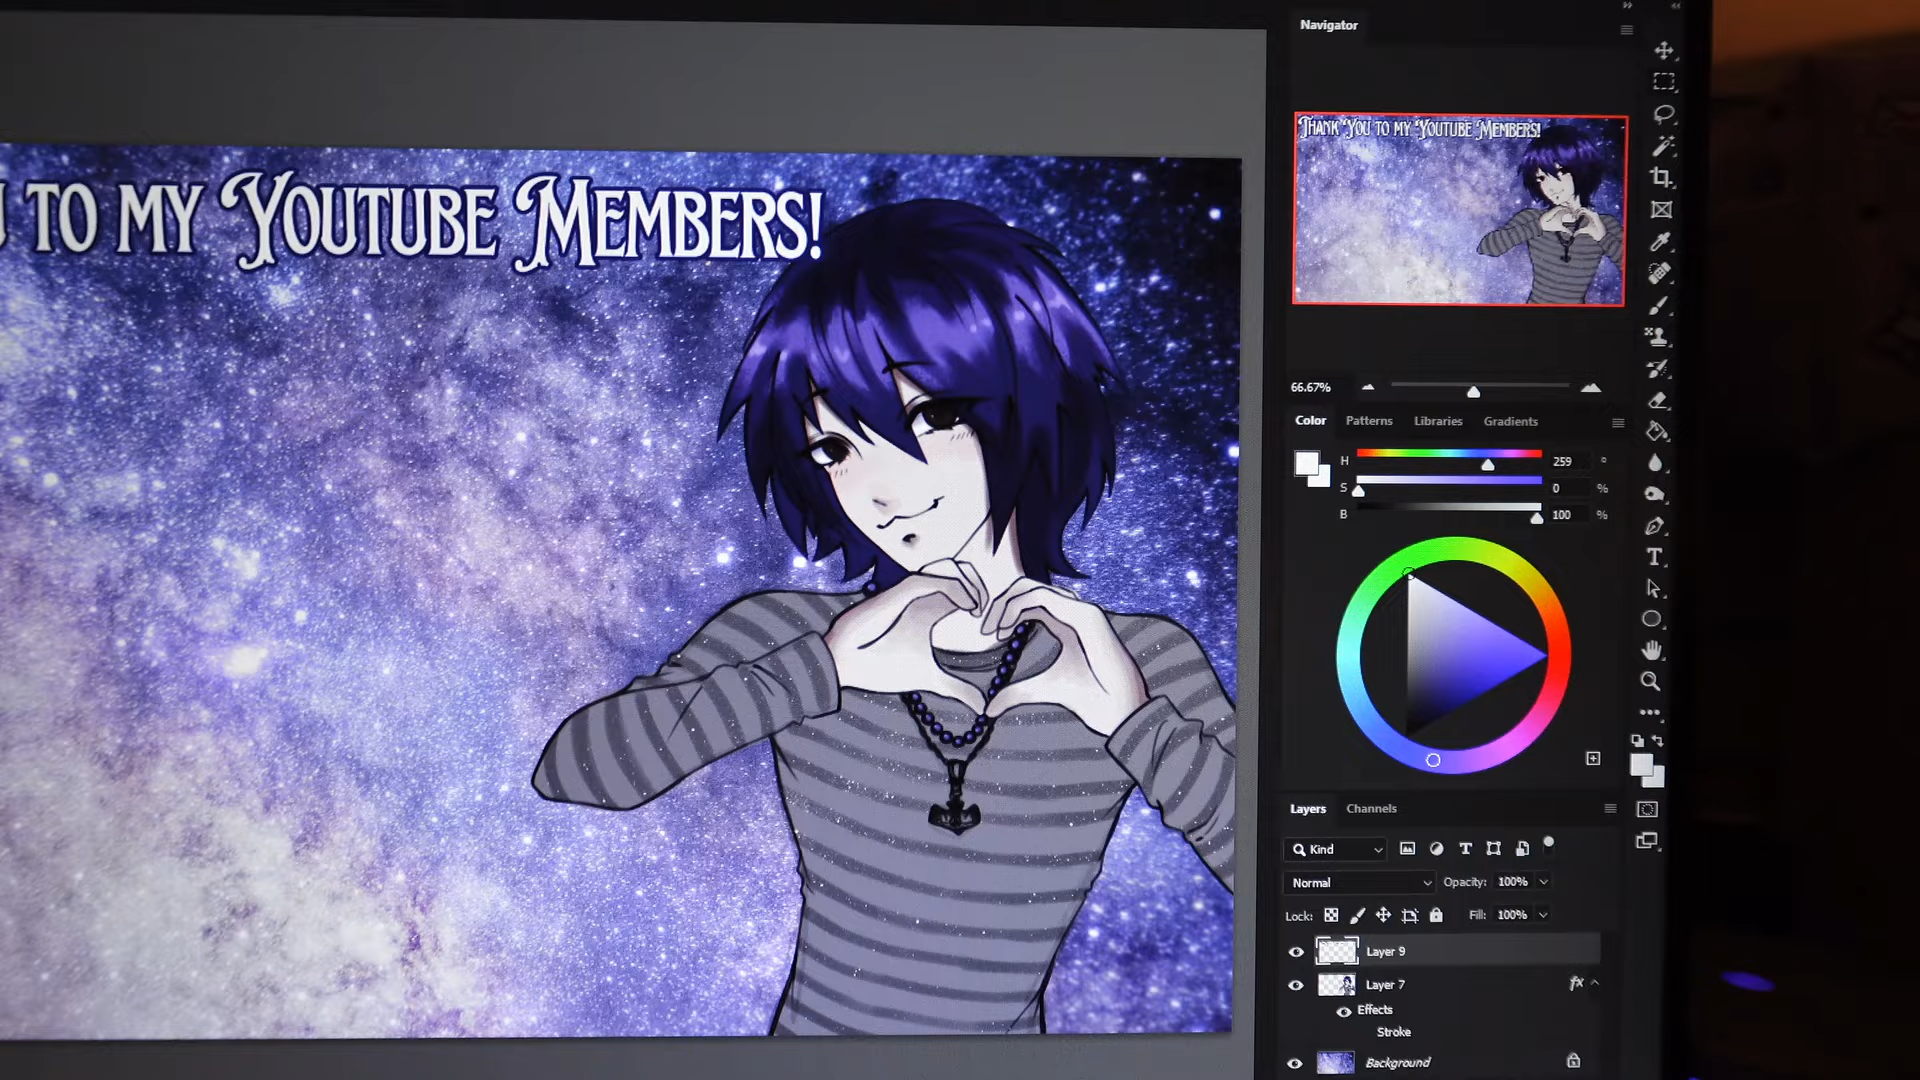 Navigator
THANK YOU TO MY YOUTUBE MEMBERS!
TO MY YOUTUBE MEMBERS!
66.67%
Color Patterns Libraries Gradients
H 259 °
S 0 %
B 100 %
Layers Channels
Kind T
Normal Opacity: 100%
Lock: Fill: 100%
Layer 9
Layer 7 fx
Effects
Stroke
Background